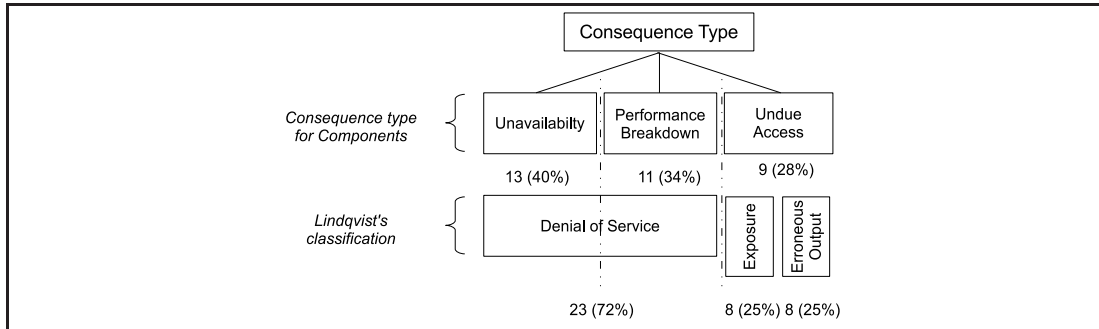 Consequence Type
Consequence type
for Components
Unavailabilty
Performance
Breakdown
Undue
Access
13 (40%)
11 (34%)
9 (28%)
Lindqvist's
classification
Denial of Service
Exposure
Erroneous
Output
23 (72%)
8 (25%) 8 (25%)